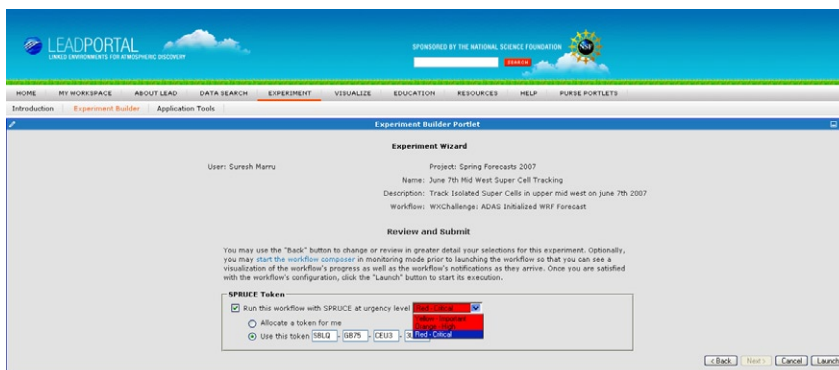 LEADPORTAL
LINKED ENVIRONMENTS FOR ATMOSPHERIC DISCOVERY
SPONSORED BY THE NATIONAL SCIENCE FOUNDATION
NSF
SEARCH
HOME MY WORKSPACE ABOUT LEAD DATA SEARCH EXPERIMENT VISUALIZE EDUCATION RESOURCES HELP PURSE PORTLETS
Introduction Experiment Builder Application Tools
Experiment Builder Portlet
Experiment Wizard
User: Suresh Marru Project: Spring Forecasts 2007
Name: June 7th Mid West Super Cell Tracking
Description: Track Isolated Super Cells in upper mid west on june 7th 2007
Workflow: WXChallenge: ADAS Initialized WRF Forecast
Review and Submit
You may use the "Back" button to change or review in greater detail your selections for this experiment. Optionally,
you may start the workflow composer in monitoring mode prior to launching the workflow so that you can see a
visualization of the workflow's progress as well as the workflow's notifications as they arrive. Once you are satisfied
with the workflow's configuration, click the "Launch" button to start its execution.
SPRUCE Token
Run this workflow with SPRUCE at urgency level Red - Critical
Yellow - Important
Orange - High
Red - Critical
Allocate a token for me
Use this token SBLQ - GB75 - CEU3 -
< Back Next > Cancel Launch